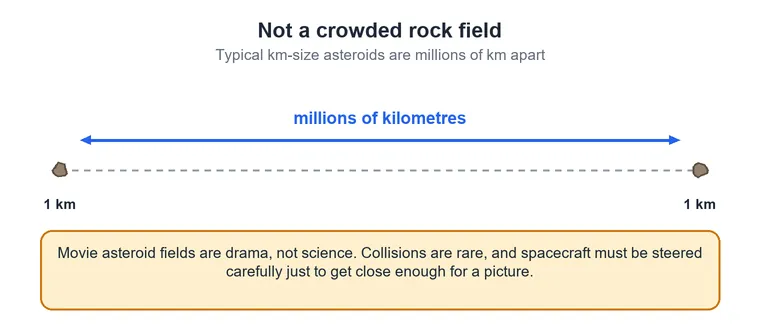 Not a crowded rock field
Typical km-size asteroids are millions of km apart
millions of kilometres
1 km
1 km
Movie asteroid fields are drama, not science. Collisions are rare, and spacecraft must be steered
carefully just to get close enough for a picture.